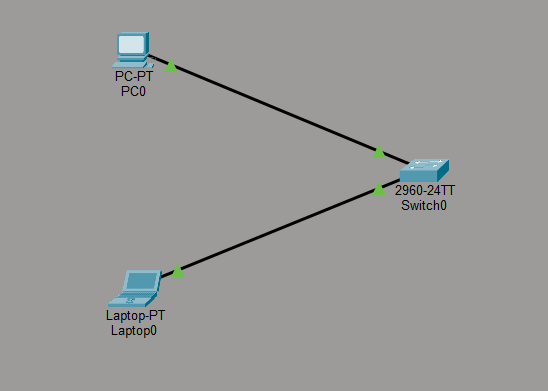 PC-PT
PC0
2960-24TT
Switch0
Laptop-PT
Laptop0